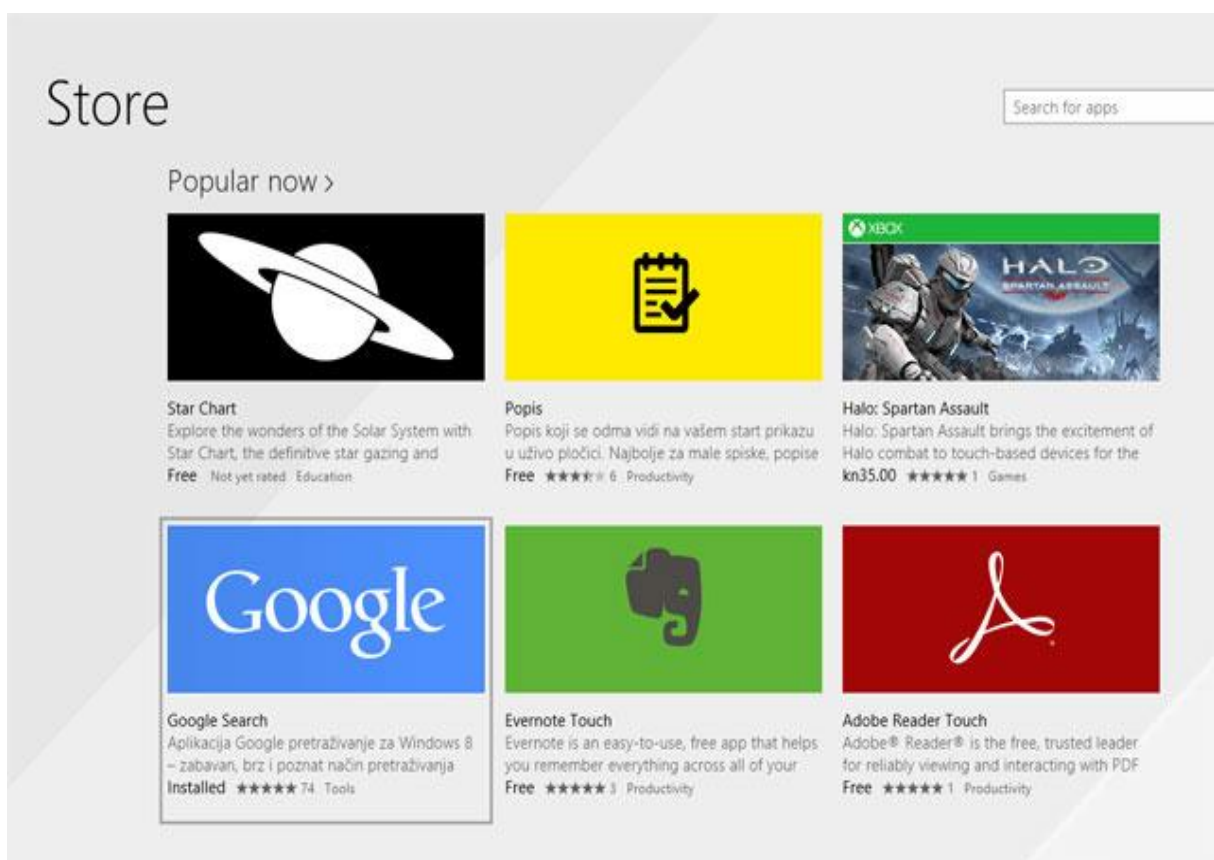 Store
Search for apps
Popular now >
XBOX
HALO
SPARTAN ASSAULT
Star Chart
Explore the wonders of the Solar System with
Star Chart, the definitive star gazing and
Free Not yet rated Education
Popis
Popis koji se odma vidi na vašem start prikazu
u uživo pločici. Najbolje za male spiske, popise
Free 6 Productivity
Halo: Spartan Assault
Halo: Spartan Assault brings the excitement of
Halo combat to touch-based devices for the
kn35.00 ★★★★★ 1 Games
Google
Google Search
Aplikacija Google pretraživanje za Windows 8
– zabavan, brz i poznat način pretraživanja
Installed ★★★★★ 74 Tools
Evernote Touch
Evernote is an easy-to-use, free app that helps
you remember everything across all of your
Free ★★★★★ 3 Productivity
Adobe Reader Touch
Adobe® Reader® is the free, trusted leader
for reliably viewing and interacting with PDF
Free ★★★★★ 1 Productivity